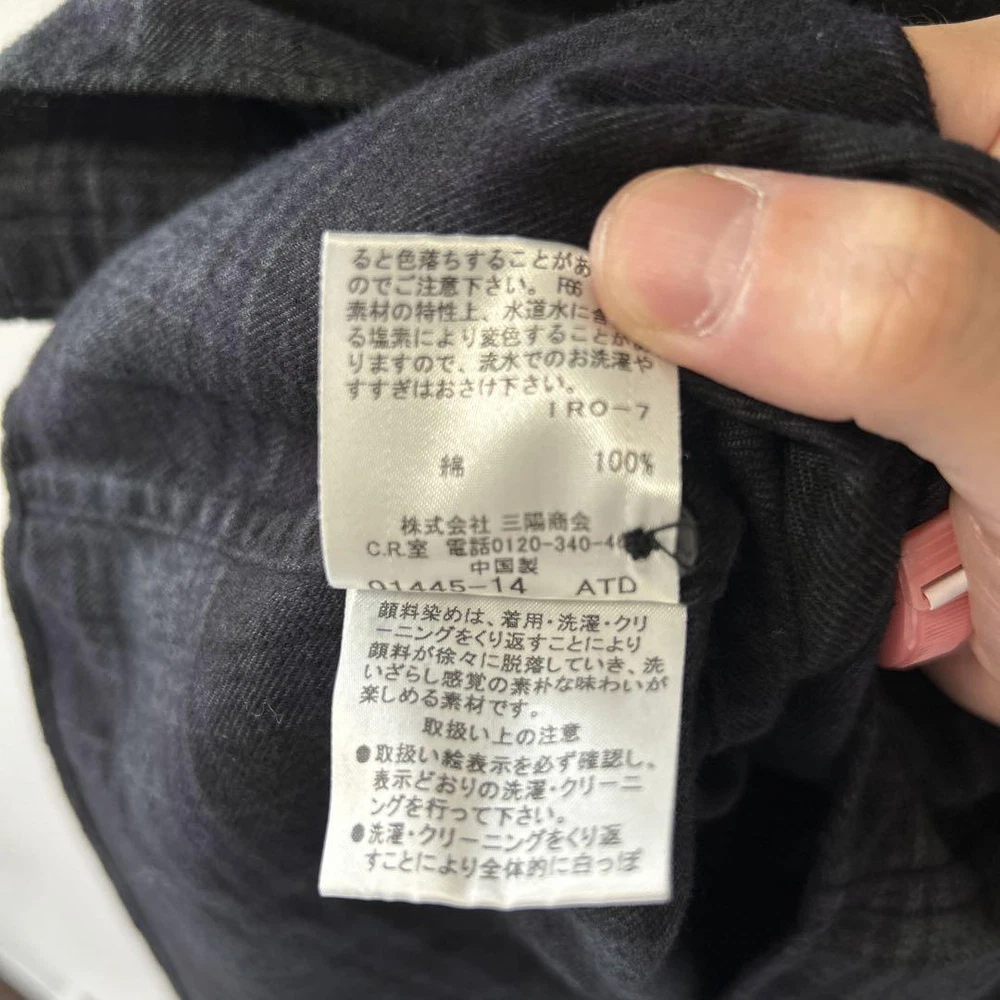 ると色落ちすることがあ
のでご注意下さい。 F66
素材の特性上、水道水に含
る塩素により変色することが
りますので、流水でのお洗濯や
すすぎはおさけ下さい。
IRO-7
綿 100%
株式会社 三陽商会
C.R.室 電話0120-340-4
中国製
91445-14 ATD
顔料染めは、着用・洗濯・クリ
ーニングをくり返すことにより
顔料が徐々に脱落していき、洗
いざらし感覚の素朴な味わいが
楽しめる素材です。
取扱い上の注意
●取扱い絵表示を必ず確認し、
表示どおりの洗濯・クリーニ
ングを行って下さい。
●洗濯・クリーニングをくり返
すことにより全体的に白っぽ